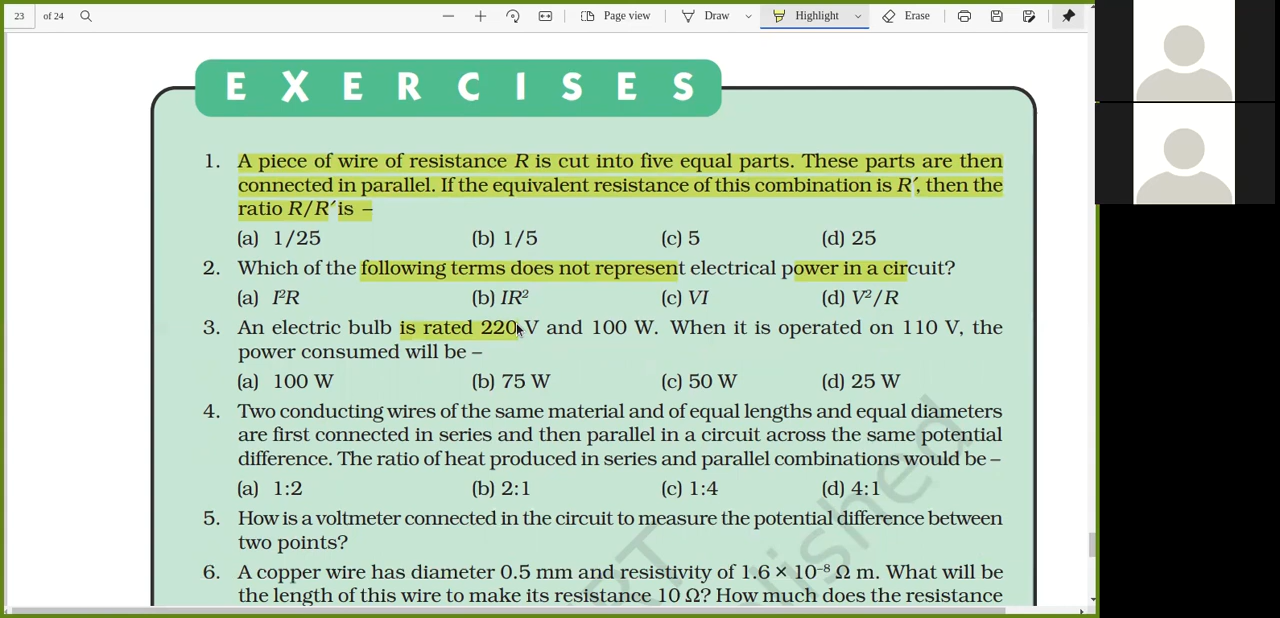 23 of 24 Page view Draw Highlight Erase
EXERCISES
1. A piece of wire of resistance R is cut into five equal parts. These parts are then
connected in parallel. If the equivalent resistance of this combination is R′, then the
ratio R/R′ is –
(a) 1/25 (b) 1/5 (c) 5 (d) 25
2. Which of the following terms does not represent electrical power in a circuit?
(a) I²R (b) IR² (c) VI (d) V²/R
3. An electric bulb is rated 220 V and 100 W. When it is operated on 110 V, the
power consumed will be –
(a) 100 W (b) 75 W (c) 50 W (d) 25 W
4. Two conducting wires of the same material and of equal lengths and equal diameters
are first connected in series and then parallel in a circuit across the same potential
difference. The ratio of heat produced in series and parallel combinations would be –
(a) 1:2 (b) 2:1 (c) 1:4 (d) 4:1
5. How is a voltmeter connected in the circuit to measure the potential difference between
two points?
6. A copper wire has diameter 0.5 mm and resistivity of 1.6 × 10⁻⁸ Ω m. What will be
the length of this wire to make its resistance 10 Ω? How much does the resistance